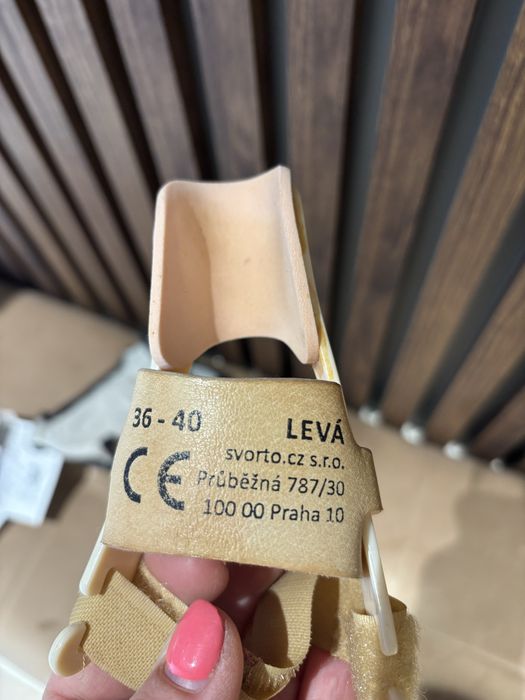 36 - 40 LEVÁ
svorto.cz s.r.o.
CE Průběžná 787/30
100 00 Praha 10